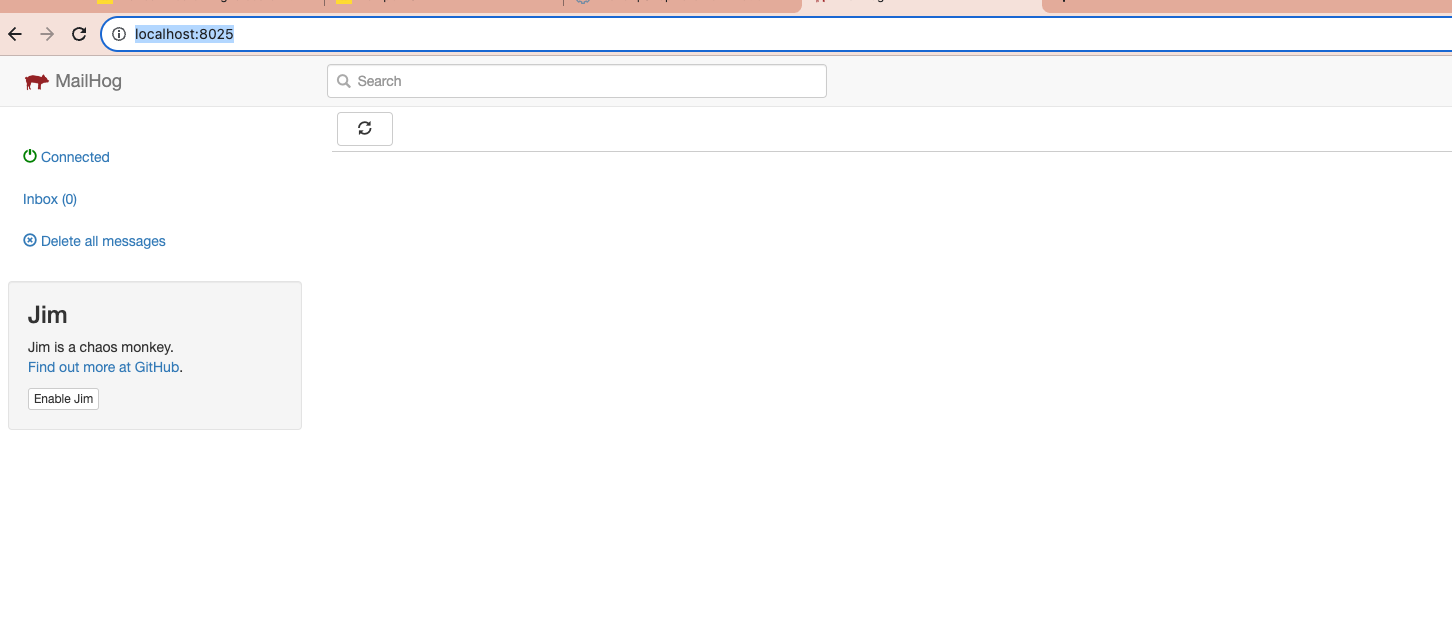 localhost:8025
MailHog
Search
Connected
Inbox (0)
Delete all messages
Jim
Jim is a chaos monkey.
Find out more at GitHub.
Enable Jim